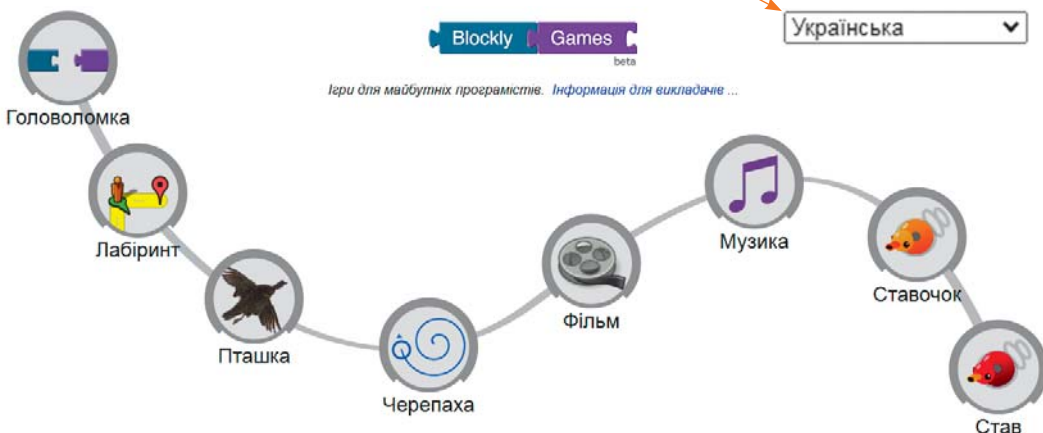 Blockly Games
beta
Українська
Ігри для майбутніх програмістів. Інформація для викладачів ...
Головоломка
Лабіринт
Пташка
Черепаха
Фільм
Музика
Ставочок
Став